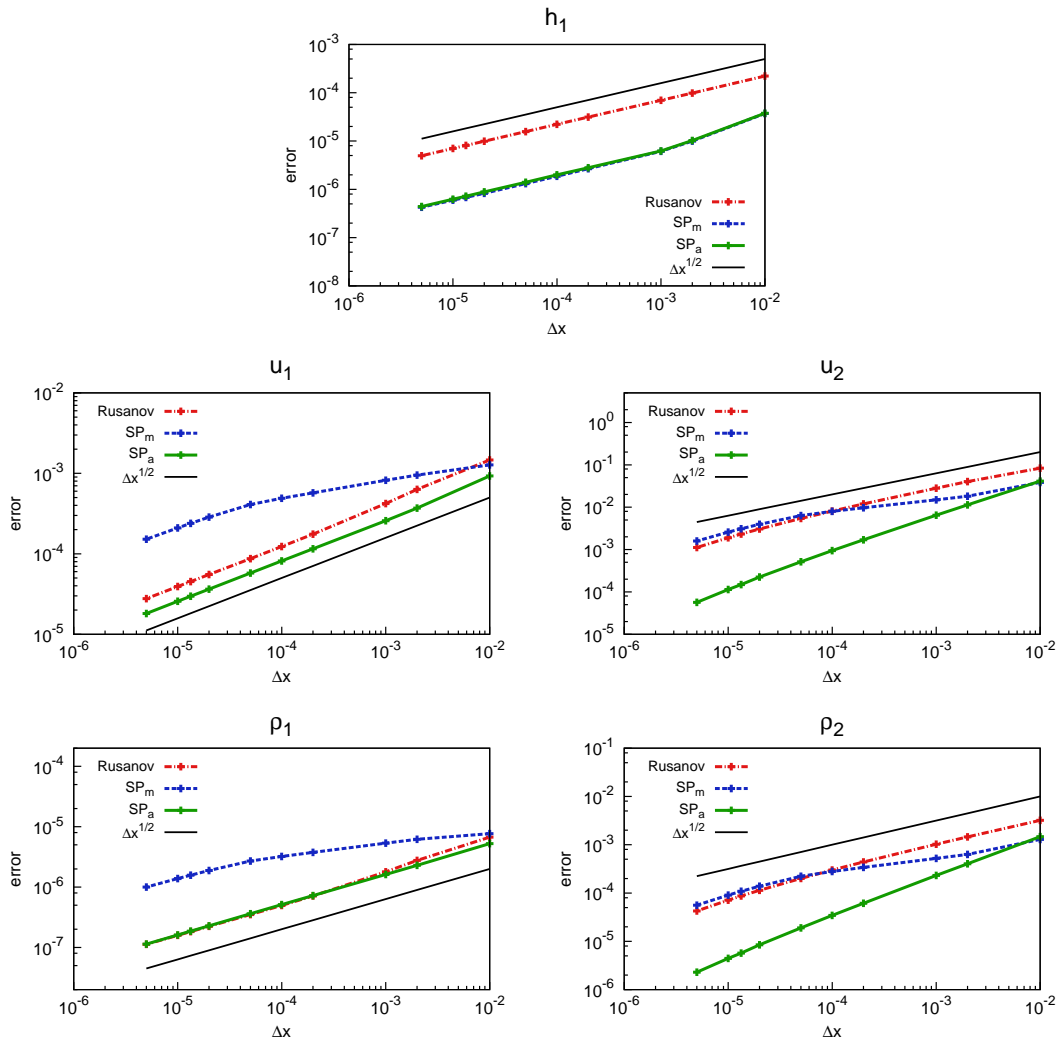 h₁
10⁻³
10⁻⁴
10⁻⁵
10⁻⁶
10⁻⁷
10⁻⁸
error
Rusanov
SPₘ
SPₐ
Δx^1/2
10⁻⁶ 10⁻⁵ 10⁻⁴ 10⁻³ 10⁻²
Δx
u₁
10⁻²
10⁻³
10⁻⁴
10⁻⁵
error
Rusanov
SPₘ
SPₐ
Δx^1/2
10⁻⁶ 10⁻⁵ 10⁻⁴ 10⁻³ 10⁻²
Δx
u₂
10⁰
10⁻¹
10⁻²
10⁻³
10⁻⁴
10⁻⁵
error
Rusanov
SPₘ
SPₐ
Δx^1/2
10⁻⁶ 10⁻⁵ 10⁻⁴ 10⁻³ 10⁻²
Δx
ρ₁
10⁻⁴
10⁻⁵
10⁻⁶
10⁻⁷
error
Rusanov
SPₘ
SPₐ
Δx^1/2
10⁻⁶ 10⁻⁵ 10⁻⁴ 10⁻³ 10⁻²
Δx
ρ₂
10⁻¹
10⁻²
10⁻³
10⁻⁴
10⁻⁵
10⁻⁶
error
Rusanov
SPₘ
SPₐ
Δx^1/2
10⁻⁶ 10⁻⁵ 10⁻⁴ 10⁻³ 10⁻²
Δx